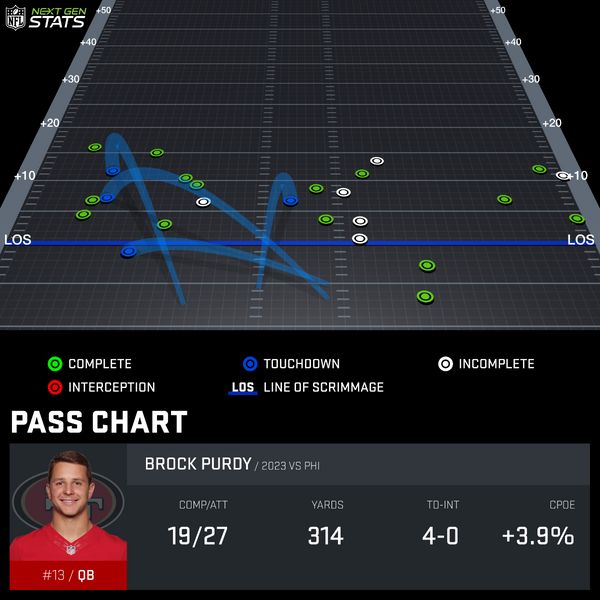 NFL NEXT GEN STATS
+50 +50
+40 +40
+30 +30
+20 +20
+10 +10
LOS LOS
COMPLETE TOUCHDOWN INCOMPLETE
INTERCEPTION LOS LINE OF SCRIMMAGE
PASS CHART
BROCK PURDY / 2023 VS PHI
COMP/ATT YARDS TD-INT CPOE
19/27 314 4-0 +3.9%
#13 / QB